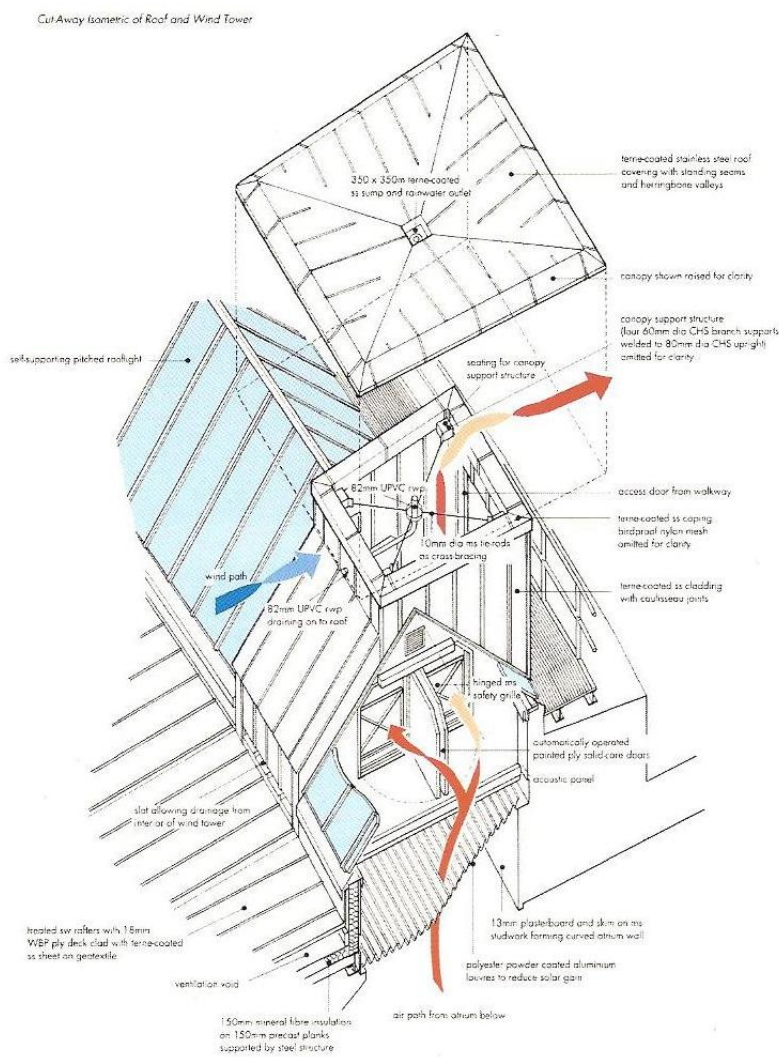 Cut-Away Isometric of Roof and Wind Tower
350 x 350m terne-coated
ss sump and rainwater outlet
terne-coated stainless steel roof
covering with standing seams
and herringbone valleys
canopy shown raised for clarity
canopy support structure
(four 60mm dia CHS branch supports
welded to 80mm dia CHS upright)
omitted for clarity
self-supporting pitched rooflight
seating for canopy
support structure
82mm UPVC rwp
access door from walkway
10mm dia ms tie-rods
as cross-bracing
terne-coated ss coping
birdproof nylon mesh
omitted for clarity
wind path
82mm UPVC rwp
draining on to roof
terne-coated ss cladding
with coulisseau joints
hinged ms
safety grille
automatically operated
painted ply solid-core doors
acoustic panel
slot allowing drainage from
interior of wind tower
treated sw rafters with 18mm
WBP ply deck clad with terne-coated
ss sheet on geotextile
ventilation void
13mm plasterboard and skim on ms
studwork forming curved atrium wall
polyester powder coated aluminium
louvres to reduce solar gain
air path from atrium below
150mm mineral fibre insulation
on 150mm precast planks
supported by steel structure